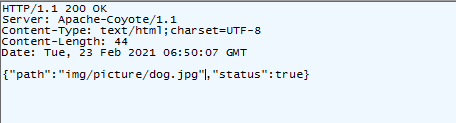 HTTP/1.1 200 OK
Server: Apache-Coyote/1.1
Content-Type: text/html;charset=UTF-8
Content-Length: 44
Date: Tue, 23 Feb 2021 06:50:07 GMT
{"path":"img/picture/dog.jpg","status":true}